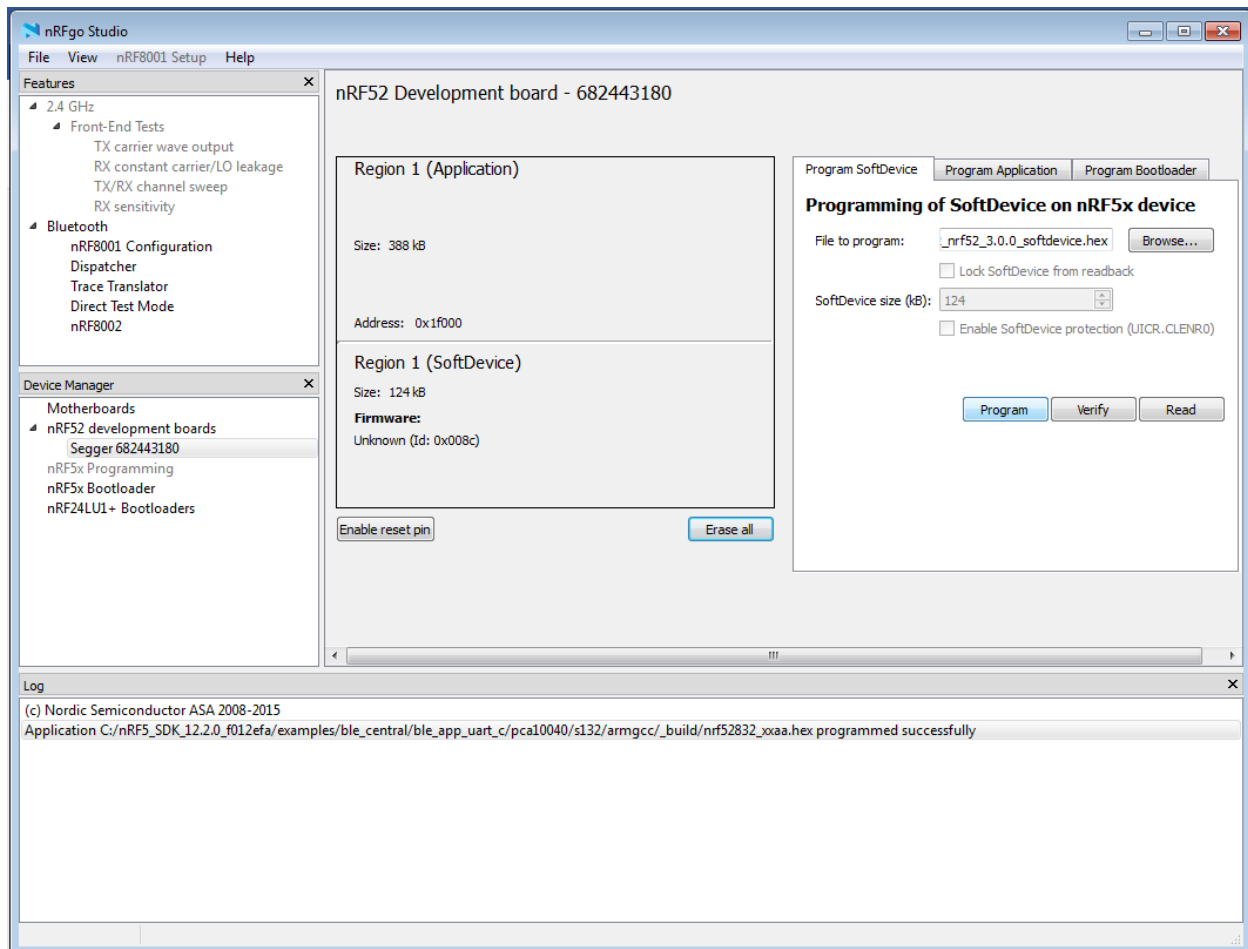 nRFgo Studio
File View nRF8001 Setup Help
Features
2.4 GHz
Front-End Tests
TX carrier wave output
RX constant carrier/LO leakage
TX/RX channel sweep
RX sensitivity
Bluetooth
nRF8001 Configuration
Dispatcher
Trace Translator
Direct Test Mode
nRF8002
Device Manager
Motherboards
nRF52 development boards
Segger 682443180
nRF5x Programming
nRF5x Bootloader
nRF24LU1+ Bootloaders
nRF52 Development board - 682443180
Region 1 (Application)
Size: 388 kB
Address: 0x1f000
Region 1 (SoftDevice)
Size: 124 kB
Firmware:
Unknown (Id: 0x008c)
Enable reset pin Erase all
Program SoftDevice Program Application Program Bootloader
Programming of SoftDevice on nRF5x device
File to program: _nrf52_3.0.0_softdevice.hex Browse...
Lock SoftDevice from readback
SoftDevice size (kB): 124
Enable SoftDevice protection (UICR.CLENR0)
Program Verify Read
Log
(c) Nordic Semiconductor ASA 2008-2015
Application C:/nRF5_SDK_12.2.0_f012efa/examples/ble_central/ble_app_uart_c/pca10040/s132/armgcc/_build/nrf52832_xxaa.hex programmed successfully